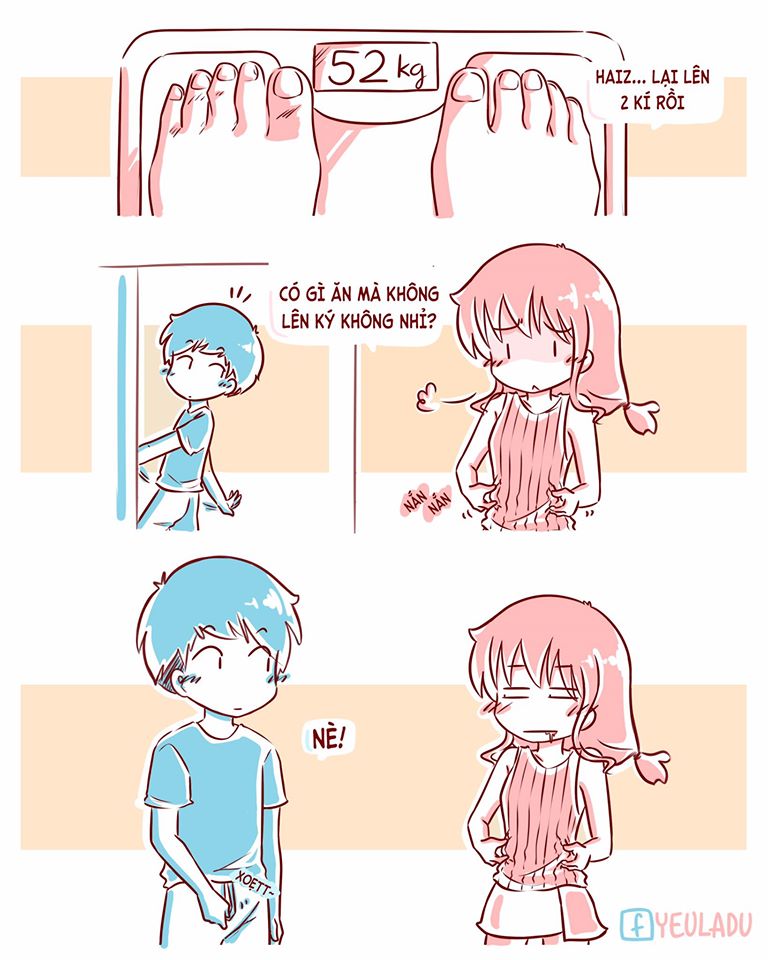 52 kg
HAIZ... LẠI LÊN
2 KÍ RỒI
CÓ GÌ ĂN MÀ KHÔNG
LÊN KÝ KHÔNG NHỈ?
NẮN
NẮN
NÈ!
XOẸTT~
f YEULADU